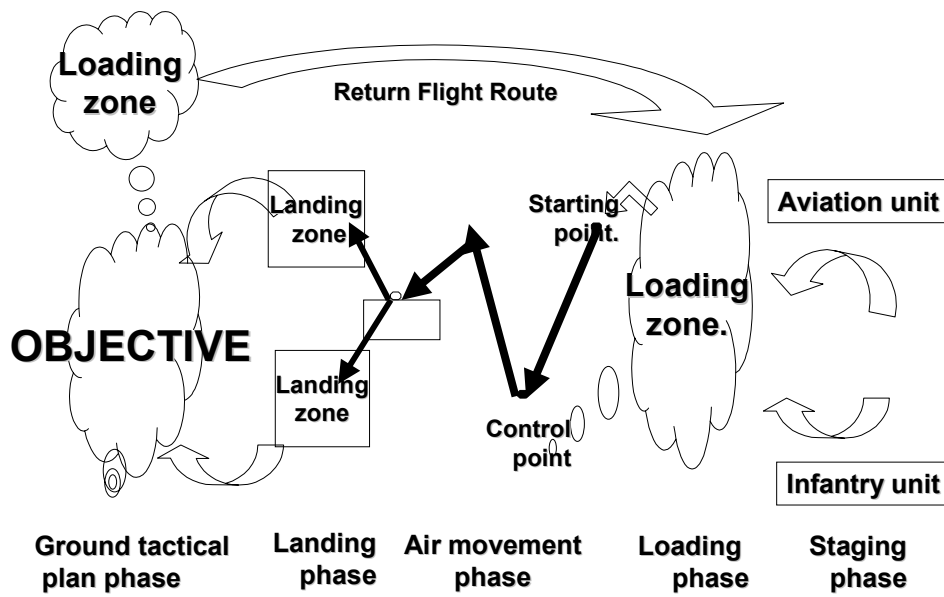 Loading
zone
Return Flight Route
Landing
zone
Starting
point.
Aviation unit
Loading
zone.
OBJECTIVE
Landing
zone
Control
point
Infantry unit
Ground tactical
plan phase
Landing
phase
Air movement
phase
Loading
phase
Staging
phase